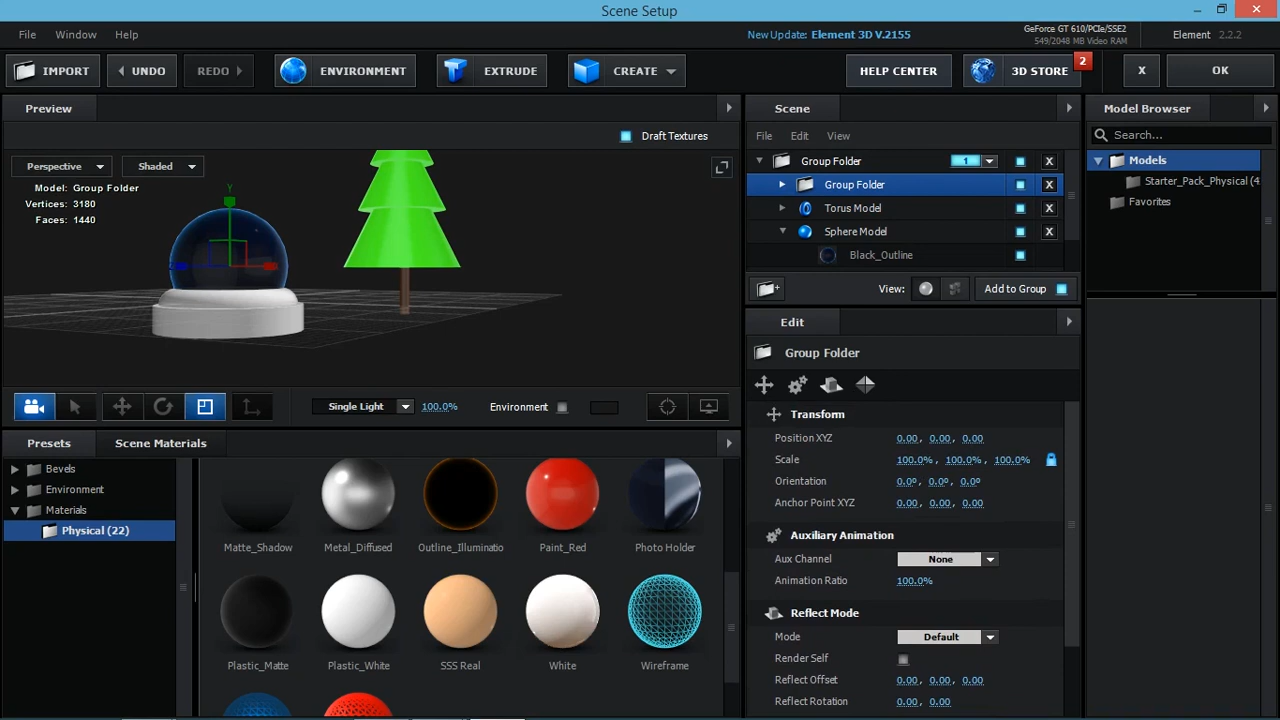 Scene Setup
File Window Help
New Update: Element 3D V.2155
GeForce GT 610/PCIe/SSE2
549/2048 MB Video RAM
Element 2.2.2
IMPORT UNDO REDO ENVIRONMENT EXTRUDE CREATE HELP CENTER 3D STORE 2 X OK
Preview
Draft Textures
Perspective Shaded
Model: Group Folder
Vertices: 3180
Faces: 1440
Y
Single Light 100.0% Environment
Presets Scene Materials
Bevels
Environment
Materials
Physical (22)
Matte_Shadow Metal_Diffused Outline_Illuminatio Paint_Red Photo Holder
Plastic_Matte Plastic_White SSS Real White Wireframe
Scene
File Edit View
Group Folder 1 X
Group Folder X
Torus Model X
Sphere Model X
Black_Outline
View: Add to Group
Edit
Group Folder
Transform
Position XYZ 0.00, 0.00, 0.00
Scale 100.0%, 100.0%, 100.0%
Orientation 0.0º, 0.0º, 0.0º
Anchor Point XYZ 0.00, 0.00, 0.00
Auxiliary Animation
Aux Channel None
Animation Ratio 100.0%
Reflect Mode
Mode Default
Render Self
Reflect Offset 0.00, 0.00, 0.00
Reflect Rotation 0.00, 0.00
Model Browser
Search...
Models
Starter_Pack_Physical (4
Favorites